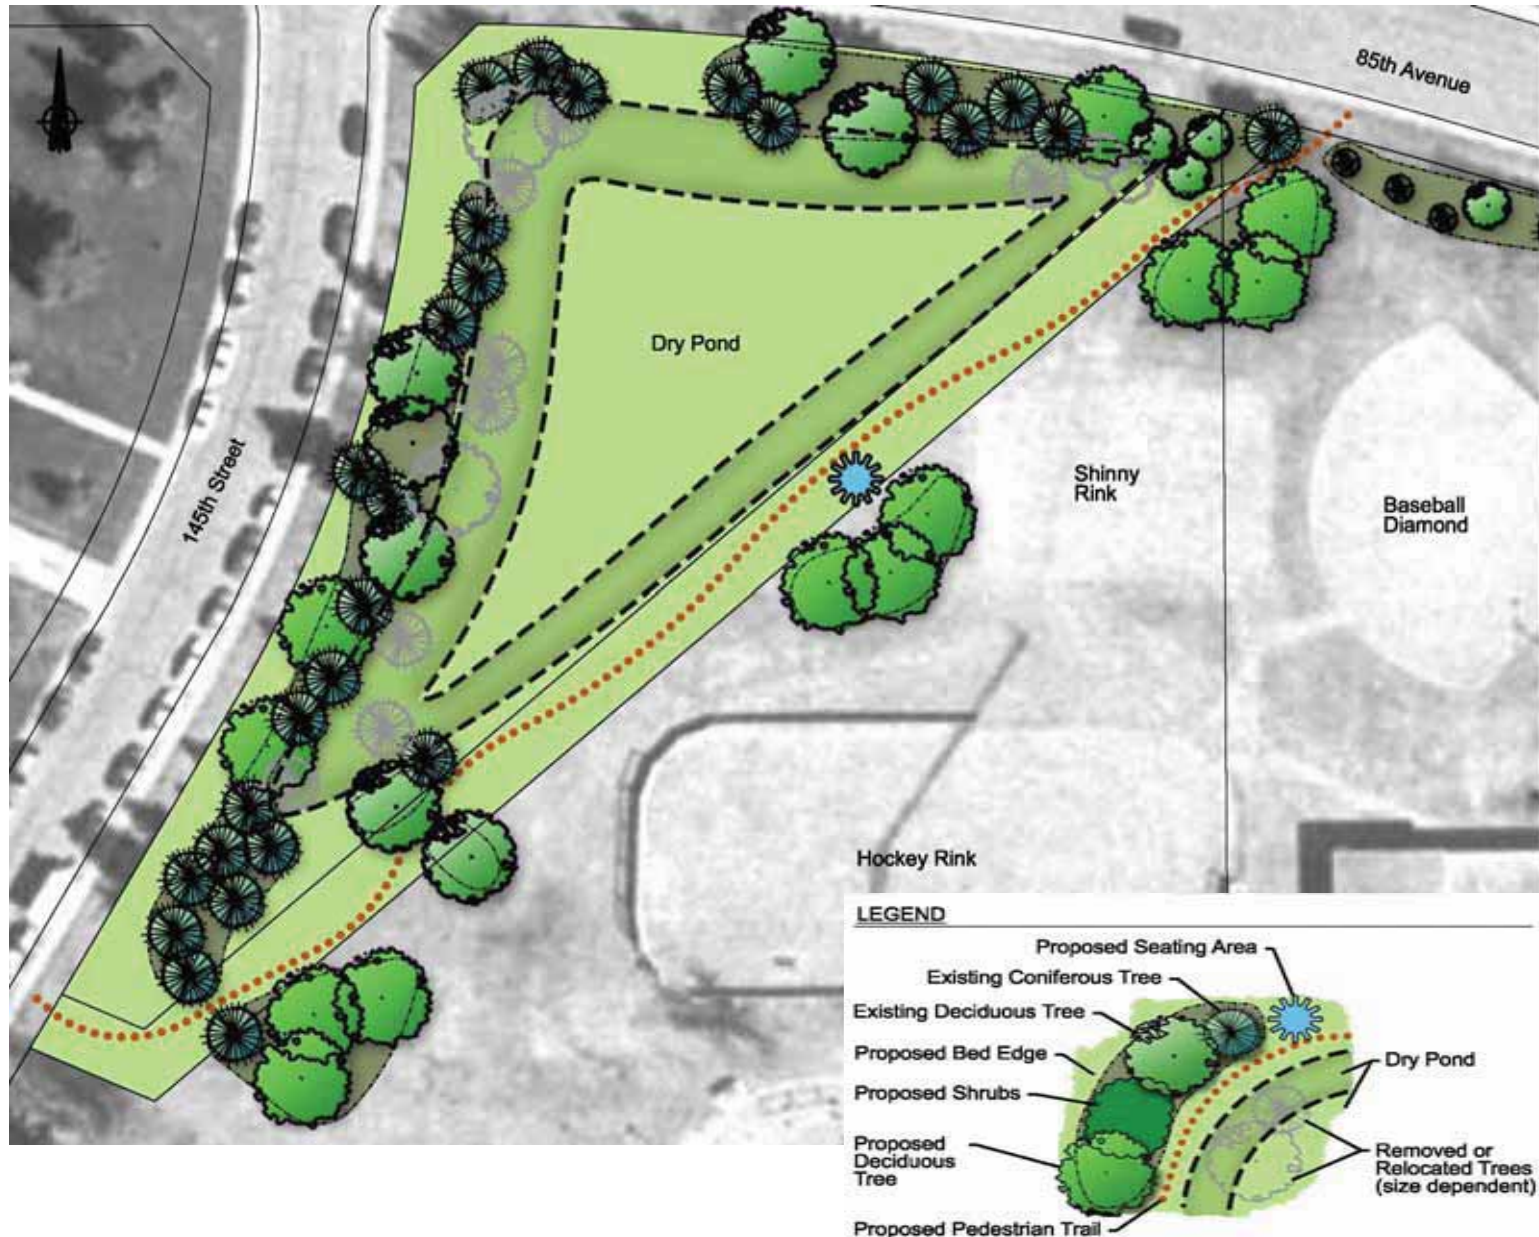 85th Avenue
Dry Pond
145th Street
Shinny
Rink
Baseball
Diamond
Hockey Rink
LEGEND
Proposed Seating Area
Existing Coniferous Tree
Existing Deciduous Tree
Proposed Bed Edge
Proposed Shrubs
Proposed
Deciduous
Tree
Proposed Pedestrian Trail
Dry Pond
Removed or
Relocated Trees
(size dependent)